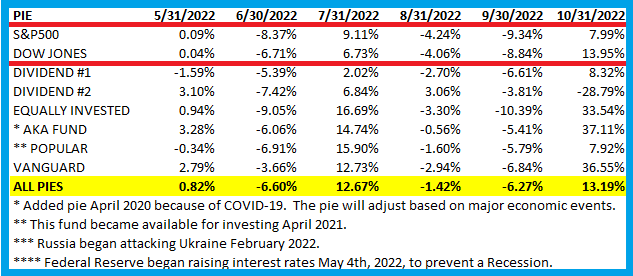 PIE 5/31/2022 6/30/2022 7/31/2022 8/31/2022 9/30/2022 10/31/2022
S&P500 0.09% -8.37% 9.11% -4.24% -9.34% 7.99%
DOW JONES 0.04% -6.71% 6.73% -4.06% -8.84% 13.95%
DIVIDEND #1 -1.59% -5.39% 2.02% -2.70% -6.61% 8.32%
DIVIDEND #2 3.10% -7.42% 6.84% 3.06% -3.81% -28.79%
EQUALLY INVESTED 0.94% -9.05% 16.69% -3.30% -10.39% 33.54%
* AKA FUND 3.28% -6.06% 14.74% -0.56% -5.41% 37.11%
** POPULAR -0.34% -6.91% 15.90% -1.60% -5.79% 7.92%
VANGUARD 2.79% -3.66% 12.73% -2.94% -6.84% 36.55%
ALL PIES 0.82% -6.60% 12.67% -1.42% -6.27% 13.19%
* Added pie April 2020 because of COVID-19. The pie will adjust based on major economic events.
** This fund became available for investing April 2021.
*** Russia began attacking Ukraine February 2022.
**** Federal Reserve began raising interest rates May 4th, 2022, to prevent a Recession.